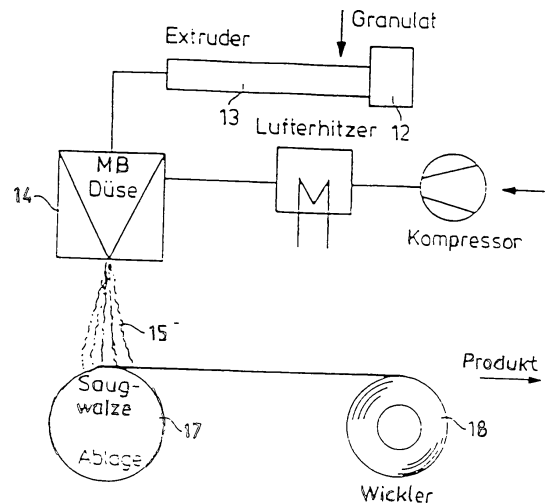 Granulat
Extruder
13
12
Lufterhitzer
MB
Düse
14
Kompressor
15
Produkt
Saug-
walze
17
18
Ablage
Wickler